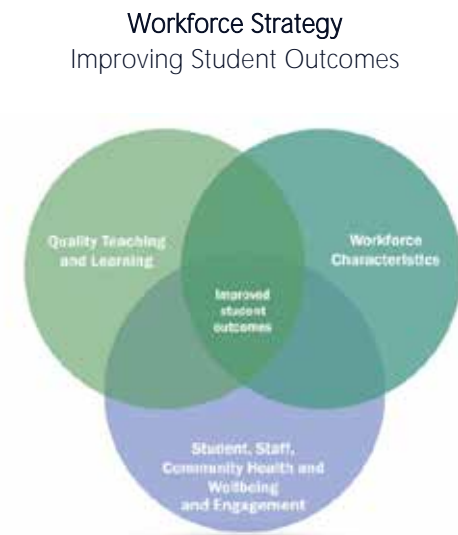 Workforce Strategy
Improving Student Outcomes
Quality Teaching
and Learning
Workforce
Characteristics
Improved
student
outcomes
Student, Staff,
Community Health and
Wellbeing
and Engagement